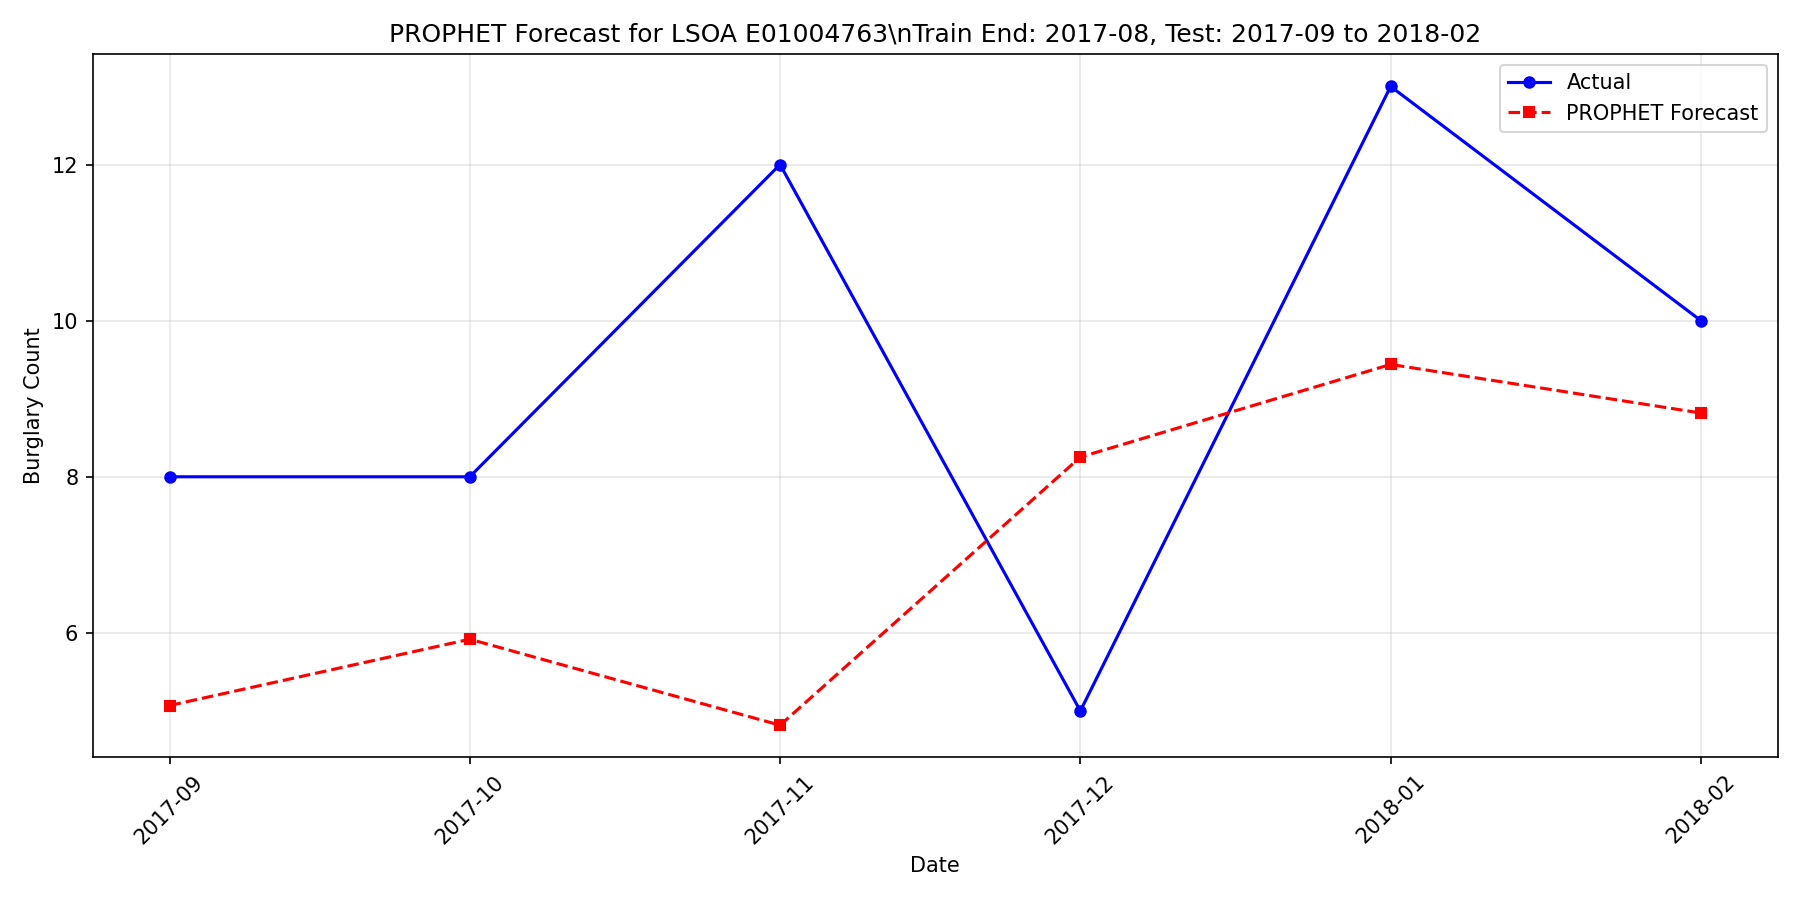 PROPHET Forecast for LSOA E01004763\nTrain End: 2017-08, Test: 2017-09 to 2018-02
Actual
PROPHET Forecast
Burglary Count
12
10
8
6
2017-09
2017-10
2017-11
2017-12
2018-01
2018-02
Date